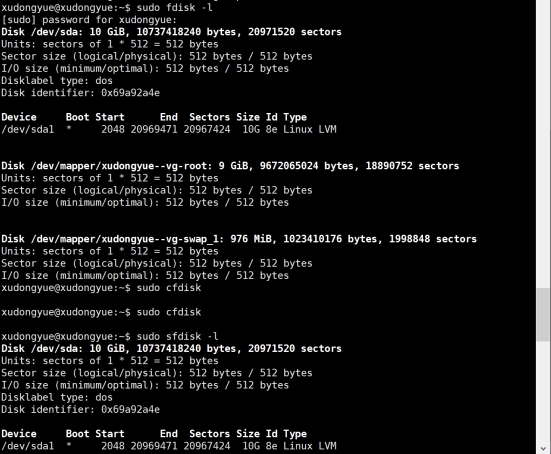 xudongyue@xudongyue:~$ sudo fdisk -l
[sudo] password for xudongyue:
Disk /dev/sda: 10 GiB, 10737418240 bytes, 20971520 sectors
Units: sectors of 1 * 512 = 512 bytes
Sector size (logical/physical): 512 bytes / 512 bytes
I/O size (minimum/optimal): 512 bytes / 512 bytes
Disklabel type: dos
Disk identifier: 0x69a92a4e
Device     Boot Start      End  Sectors Size Id Type
/dev/sda1  *     2048 20969471 20967424  10G 8e Linux LVM
Disk /dev/mapper/xudongyue--vg-root: 9 GiB, 9672065024 bytes, 18890752 sectors
Units: sectors of 1 * 512 = 512 bytes
Sector size (logical/physical): 512 bytes / 512 bytes
I/O size (minimum/optimal): 512 bytes / 512 bytes
Disk /dev/mapper/xudongyue--vg-swap_1: 976 MiB, 1023410176 bytes, 1998848 sectors
Units: sectors of 1 * 512 = 512 bytes
Sector size (logical/physical): 512 bytes / 512 bytes
I/O size (minimum/optimal): 512 bytes / 512 bytes
xudongyue@xudongyue:~$ sudo cfdisk
xudongyue@xudongyue:~$ sudo cfdisk
xudongyue@xudongyue:~$ sudo sfdisk -l
Disk /dev/sda: 10 GiB, 10737418240 bytes, 20971520 sectors
Units: sectors of 1 * 512 = 512 bytes
Sector size (logical/physical): 512 bytes / 512 bytes
I/O size (minimum/optimal): 512 bytes / 512 bytes
Disklabel type: dos
Disk identifier: 0x69a92a4e
Device     Boot Start      End  Sectors Size Id Type
/dev/sda1  *     2048 20969471 20967424  10G 8e Linux LVM